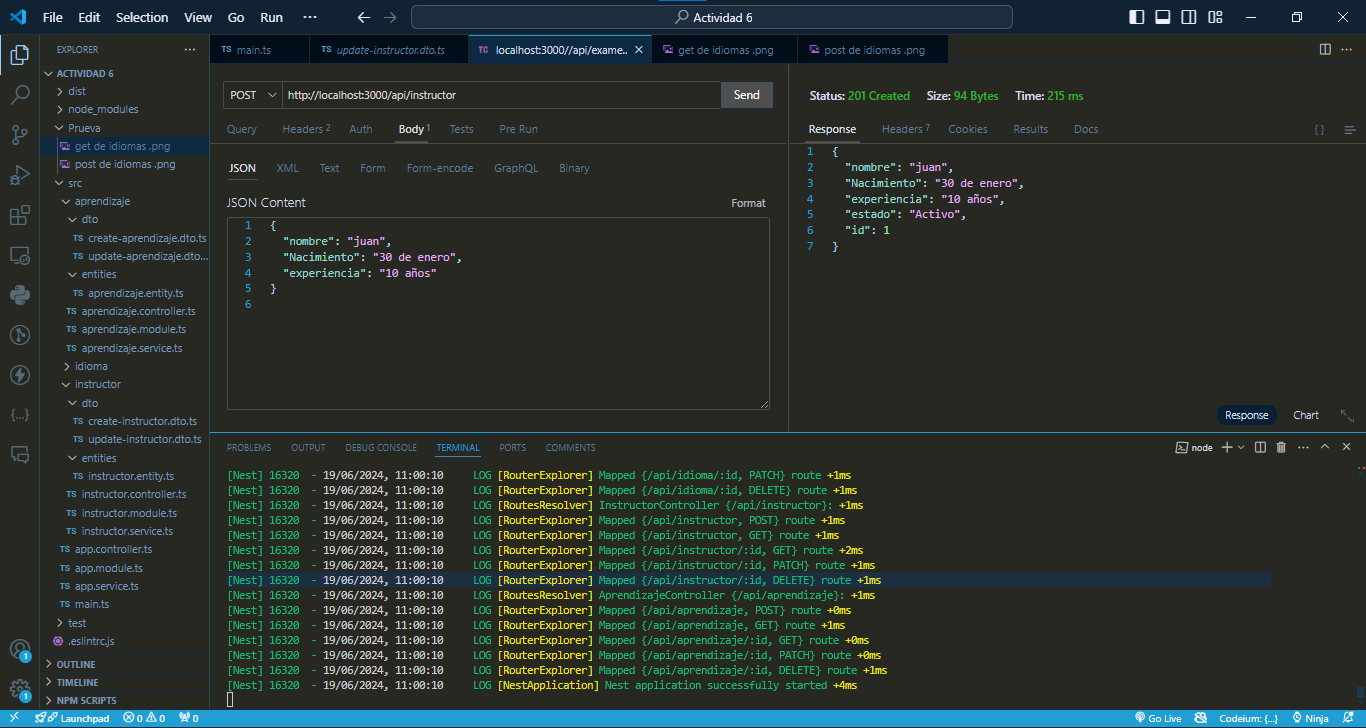 File Edit Selection View Go Run ··· Actividad 6
EXPLORER ···
ACTIVIDAD 6
dist
node_modules
Prueva
get de idiomas .png
post de idiomas .png
src
aprendizaje
dto
TS create-aprendizaje.dto.ts
TS update-aprendizaje.dto...
entities
TS aprendizaje.entity.ts
TS aprendizaje.controller.ts
TS aprendizaje.module.ts
TS aprendizaje.service.ts
idioma
instructor
dto
TS create-instructor.dto.ts
TS update-instructor.dto.ts
entities
TS instructor.entity.ts
TS instructor.controller.ts
TS instructor.module.ts
TS instructor.service.ts
TS app.controller.ts
TS app.module.ts
TS app.service.ts
TS main.ts
test
.eslintrc.js
OUTLINE
TIMELINE
NPM SCRIPTS
1
1
TS main.ts TS update-instructor.dto.ts TC localhost:3000//api/exame.. get de idiomas .png post de idiomas .png
POST http://localhost:3000/api/instructor Send
Query Headers 2 Auth Body 1 Tests Pre Run
JSON XML Text Form Form-encode GraphQL Binary
JSON Content Format
1 {
2 "nombre": "juan",
3 "Nacimiento": "30 de enero",
4 "experiencia": "10 años"
5 }
6
Status: 201 Created Size: 94 Bytes Time: 215 ms
Response Headers 7 Cookies Results Docs { }
1 {
2 "nombre": "juan",
3 "Nacimiento": "30 de enero",
4 "experiencia": "10 años",
5 "estado": "Activo",
6 "id": 1
7 }
Response Chart
PROBLEMS OUTPUT DEBUG CONSOLE TERMINAL PORTS COMMENTS node
[Nest] 16320 - 19/06/2024, 11:00:10 LOG [RouterExplorer] Mapped {/api/idioma/:id, PATCH} route +1ms
[Nest] 16320 - 19/06/2024, 11:00:10 LOG [RouterExplorer] Mapped {/api/idioma/:id, DELETE} route +1ms
[Nest] 16320 - 19/06/2024, 11:00:10 LOG [RoutesResolver] InstructorController {/api/instructor}: +1ms
[Nest] 16320 - 19/06/2024, 11:00:10 LOG [RouterExplorer] Mapped {/api/instructor, POST} route +1ms
[Nest] 16320 - 19/06/2024, 11:00:10 LOG [RouterExplorer] Mapped {/api/instructor, GET} route +1ms
[Nest] 16320 - 19/06/2024, 11:00:10 LOG [RouterExplorer] Mapped {/api/instructor/:id, GET} route +2ms
[Nest] 16320 - 19/06/2024, 11:00:10 LOG [RouterExplorer] Mapped {/api/instructor/:id, PATCH} route +1ms
[Nest] 16320 - 19/06/2024, 11:00:10 LOG [RouterExplorer] Mapped {/api/instructor/:id, DELETE} route +1ms
[Nest] 16320 - 19/06/2024, 11:00:10 LOG [RoutesResolver] AprendizajeController {/api/aprendizaje}: +1ms
[Nest] 16320 - 19/06/2024, 11:00:10 LOG [RouterExplorer] Mapped {/api/aprendizaje, POST} route +0ms
[Nest] 16320 - 19/06/2024, 11:00:10 LOG [RouterExplorer] Mapped {/api/aprendizaje, GET} route +1ms
[Nest] 16320 - 19/06/2024, 11:00:10 LOG [RouterExplorer] Mapped {/api/aprendizaje/:id, GET} route +0ms
[Nest] 16320 - 19/06/2024, 11:00:10 LOG [RouterExplorer] Mapped {/api/aprendizaje/:id, PATCH} route +0ms
[Nest] 16320 - 19/06/2024, 11:00:10 LOG [RouterExplorer] Mapped {/api/aprendizaje/:id, DELETE} route +1ms
[Nest] 16320 - 19/06/2024, 11:00:10 LOG [NestApplication] Nest application successfully started +4ms
Launchpad 0 0 0 Go Live Codeium: {...} Ninja